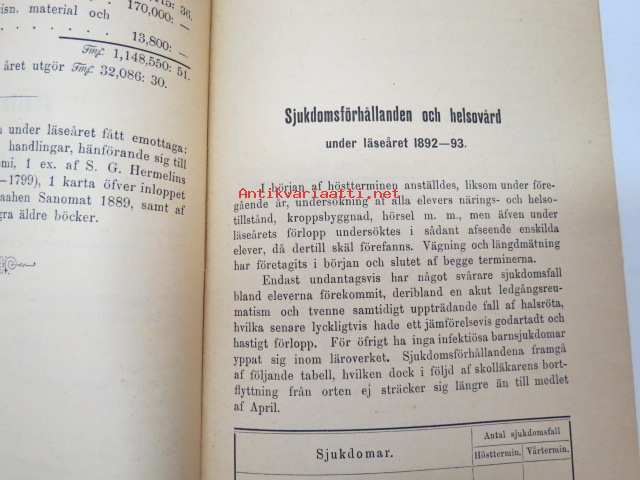 isn. material och
170,000: —
13,800: —
Fmf 1,148,550: 51.
året utgör Fmf 32,086: 30.
under läseåret fått emottaga:
handlingar, hänförande sig till
mi, 1 ex. af S. G. Hermelins
—1799), 1 karta öfver inloppet
aahen Sanomat 1889, samt af
gra äldre böcker.
Sjukdomsförhållanden och helsovård
under läseåret 1892—93.
Antikvariaatti.net
I början af höstterminen anställdes, liksom under före-
gående år, undersökning af alla elevers närings- och helso-
tillstånd, kroppsbyggnad, hörsel m. m., men äfven under
läseårets förlopp undersöktes i sådant afseende enskilda
elever, då dertill skäl förefanns. Vägning och längdmätning
har företagits i början och slutet af begge terminerna.
Endast undantagsvis har något svårare sjukdomsfall
bland eleverna förekommit, deribland en akut ledgångsreu-
matism och tvenne samtidigt uppträdande fall af halsröta,
hvilka senare lyckligtvis hade ett jämförelsevis godartadt och
hastigt förlopp. För öfrigt ha inga infektiösa barnsjukdomar
yppat sig inom läroverket. Sjukdomsförhållandena framgå
af följande tabell, hvilken dock i följd af skolläkarens bort-
flyttning från orten ej sträcker sig längre än till medlet
af April.
Sjukdomar.
Antal sjukdomsfall
Hösttermin. Vårtermin.